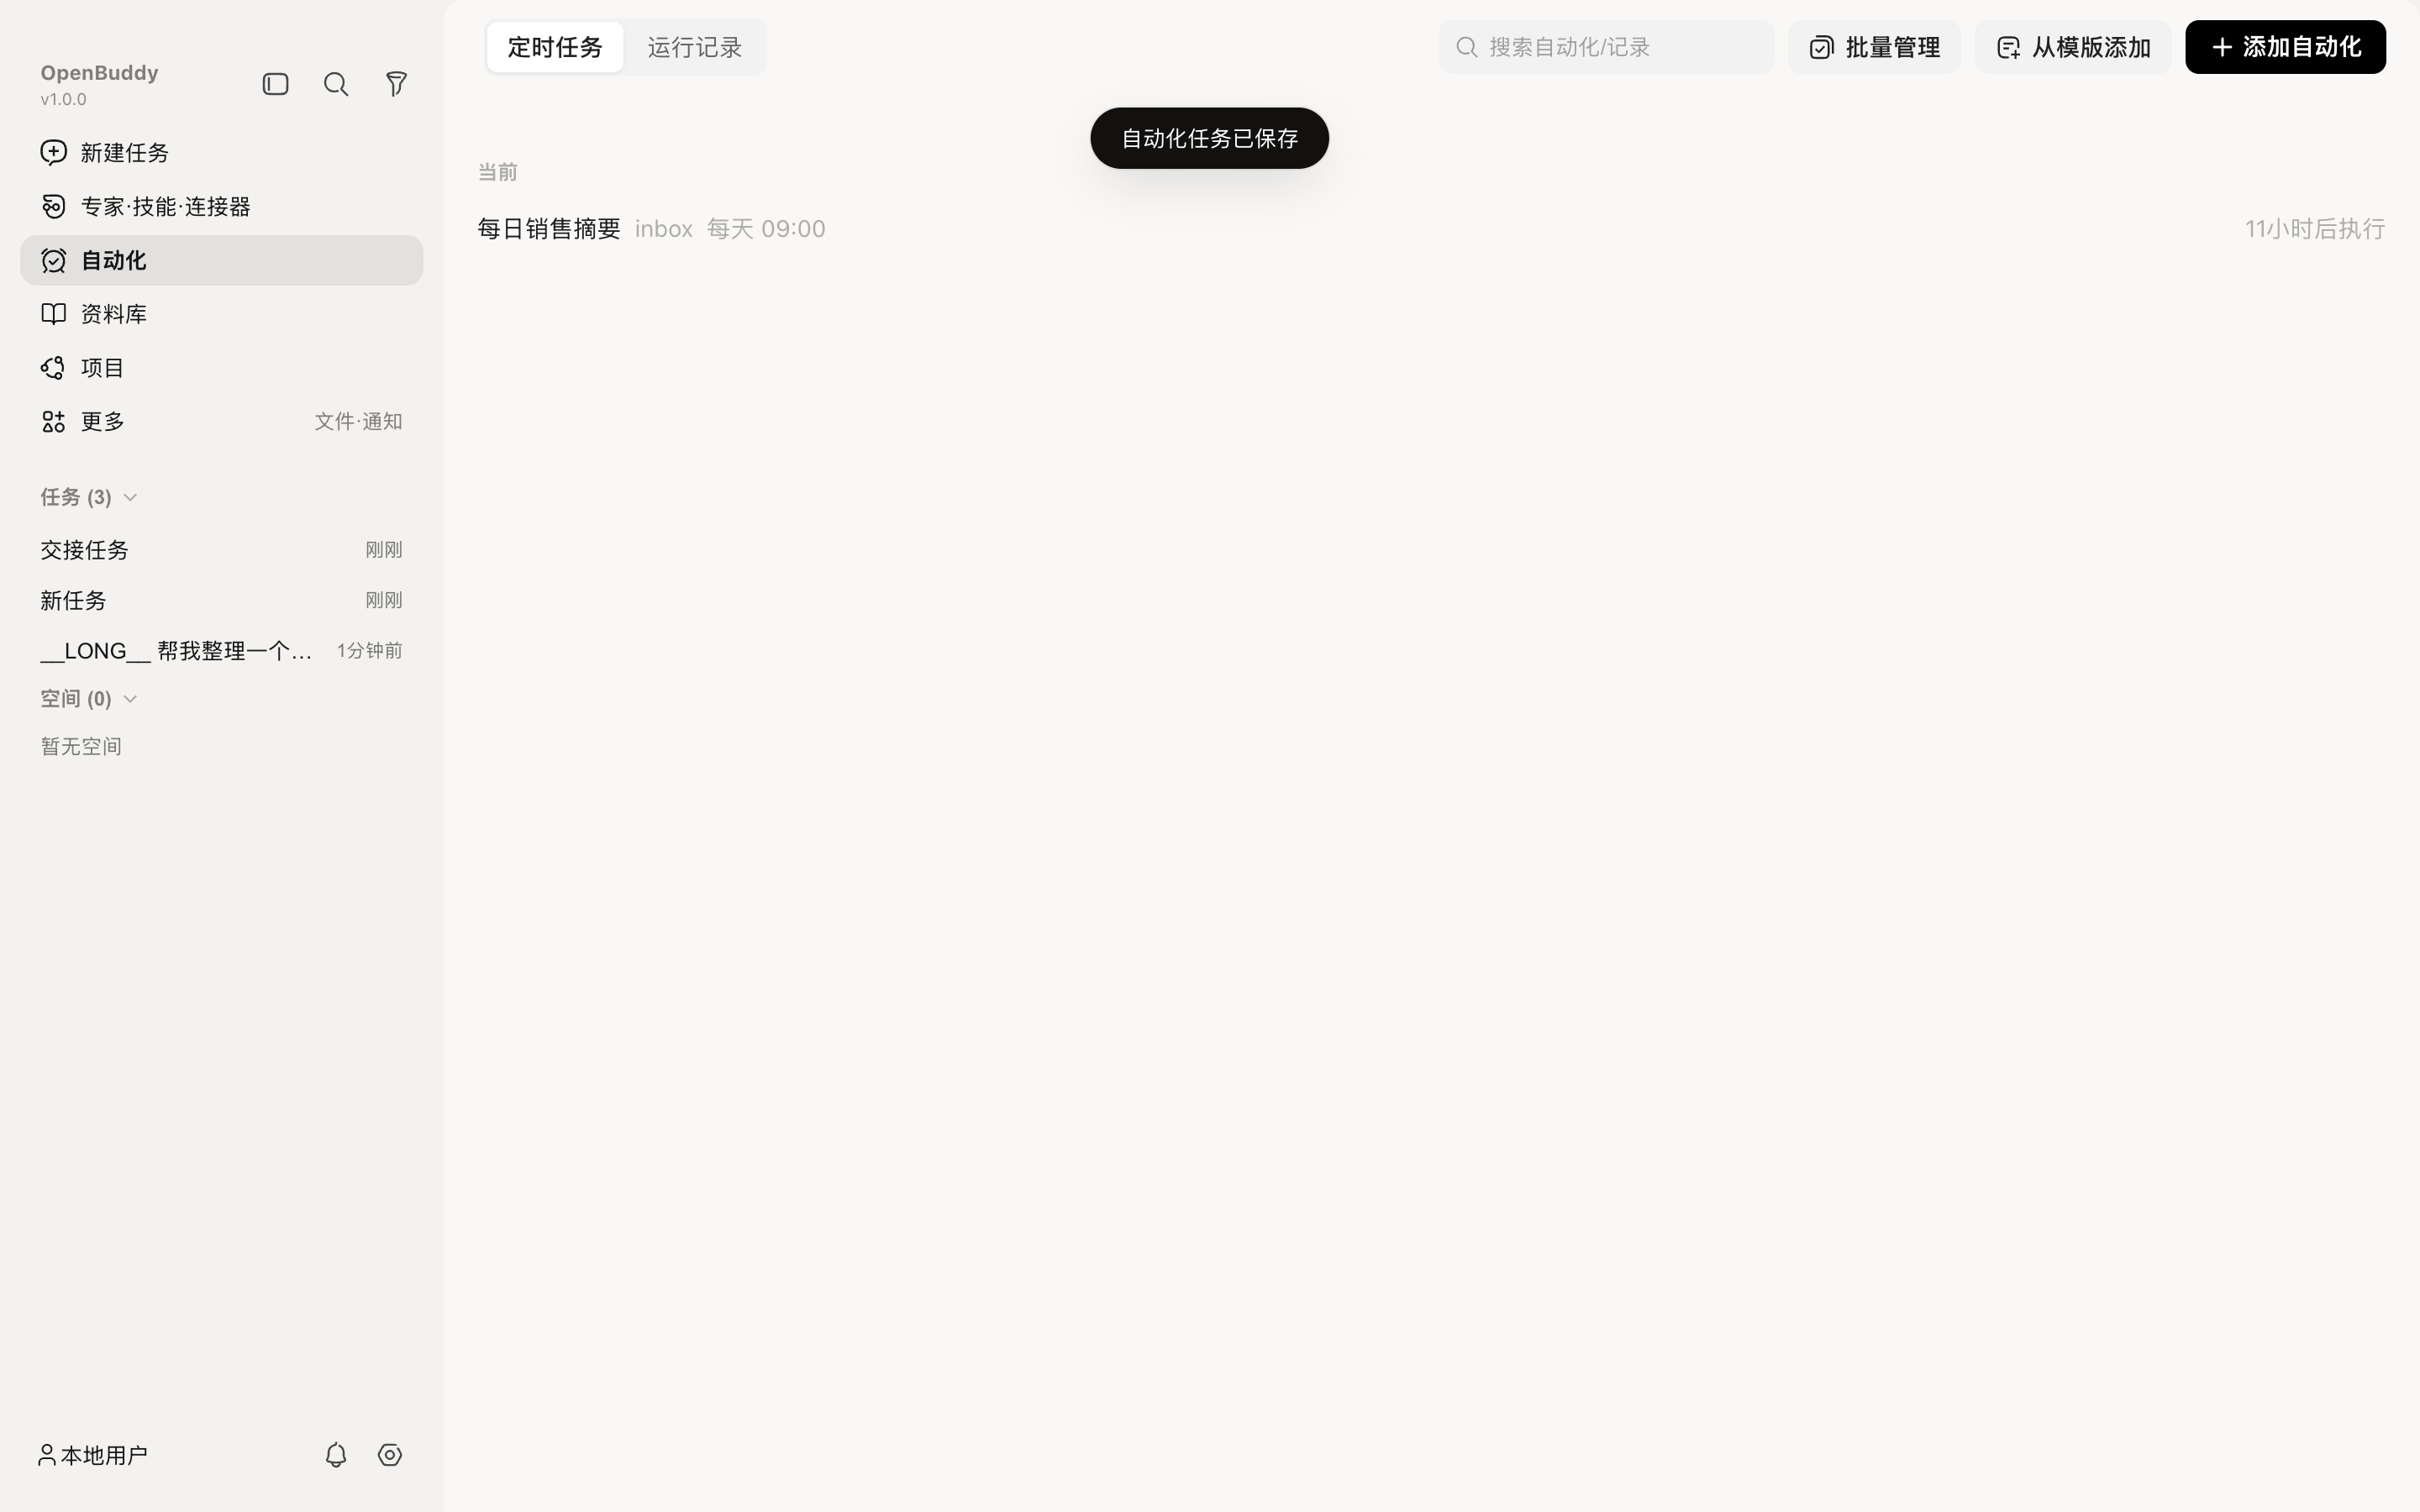 OpenBuddy
v1.0.0
新建任务
专家·技能·连接器
自动化
资料库
项目
更多 文件·通知
任务 (3)
交接任务 刚刚
新任务 刚刚
__LONG__ 帮我整理一个... 1分钟前
空间 (0)
暂无空间
本地用户
定时任务 运行记录
搜索自动化/记录 批量管理 从模版添加 添加自动化
自动化任务已保存
当前
每日销售摘要 inbox 每天 09:00 11小时后执行